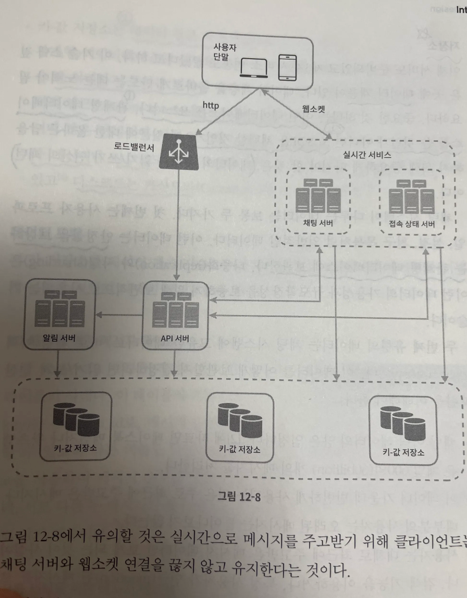 Int
사용자
단말
http
웹소켓
로드밸런서
실시간 서비스
채팅 서버
접속 상태 서버
알림 서버
API 서버
키-값 저장소
키-값 저장소
키-값 저장소
그림 12-8
그림 12-8에서 유의할 것은 실시간으로 메시지를 주고받기 위해 클라이언트는
채팅 서버와 웹소켓 연결을 끊지 않고 유지한다는 것이다.